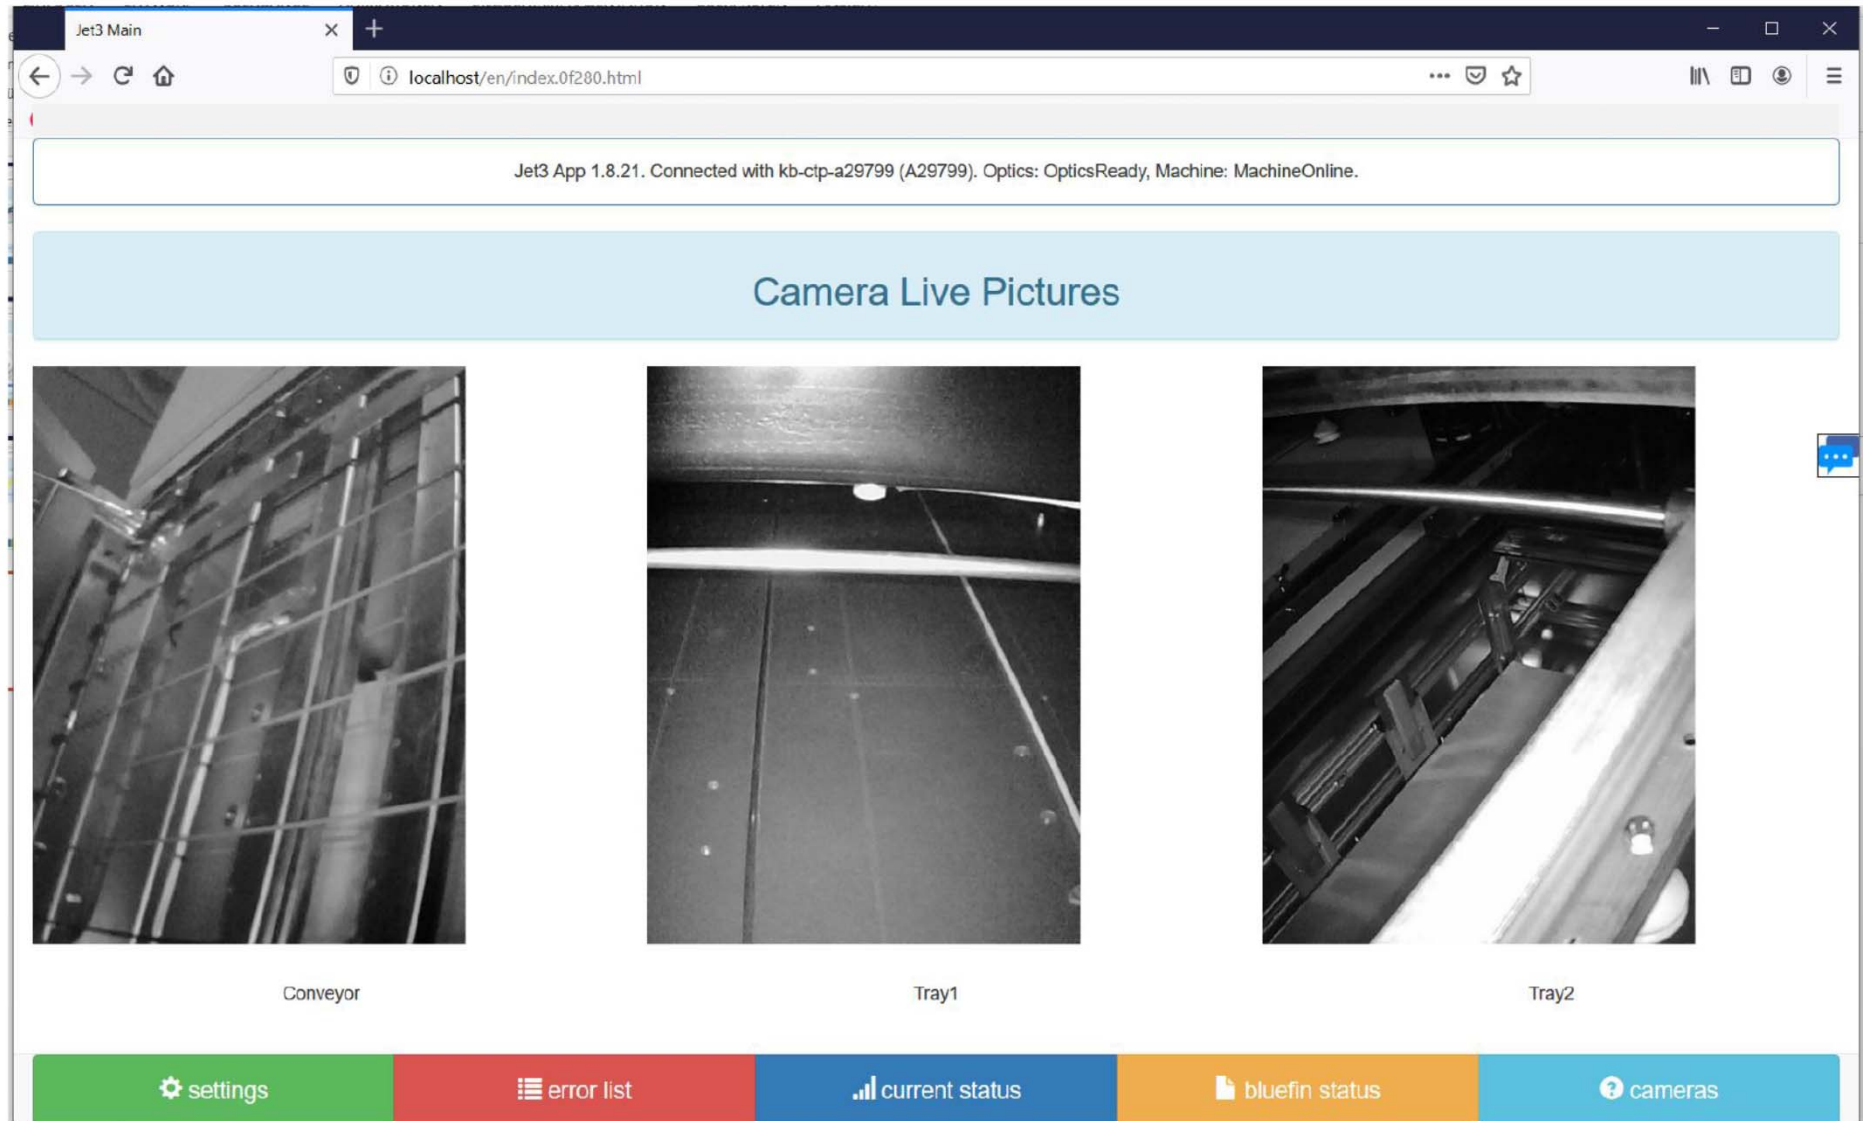 Jet3 Main
localhost/en/index.0f280.html
Jet3 App 1.8.21. Connected with kb-ctp-a29799 (A29799). Optics: OpticsReady, Machine: MachineOnline.
Camera Live Pictures
Conveyor
Tray1
Tray2
settings
error list
current status
bluefin status
cameras